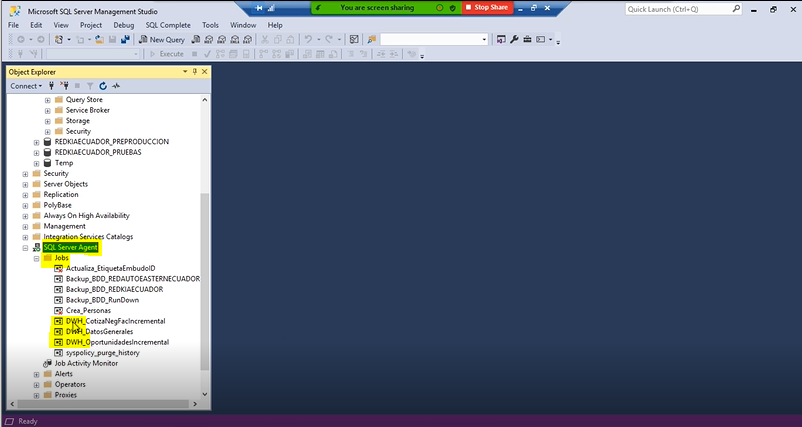 Microsoft SQL Server Management Studio
You are screen sharing
Stop Share
Quick Launch (Ctrl+Q)
File Edit View Project Debug SQL Complete Tools Window Help
New Query
Execute
Object Explorer
Connect
Query Store
Service Broker
Storage
Security
REDKIAECUADOR_PREPRODUCCION
REDKIAECUADOR_PRUEBAS
Temp
Security
Server Objects
Replication
PolyBase
Always On High Availability
Management
Integration Services Catalogs
SQL Server Agent
Jobs
Actualiza_EtiquetaEmbudoID
Backup_BDD_REDAUTOEASTERNECUADOR
Backup_BDD_REDKIAECUADOR
Backup_BDD_RunDown
Crea_Personas
DWH_CotizaNegFacIncremental
DWH_DatosGenerales
DWH_OportunidadesIncremental
syspolicy_purge_history
Job Activity Monitor
Alerts
Operators
Proxies
Ready